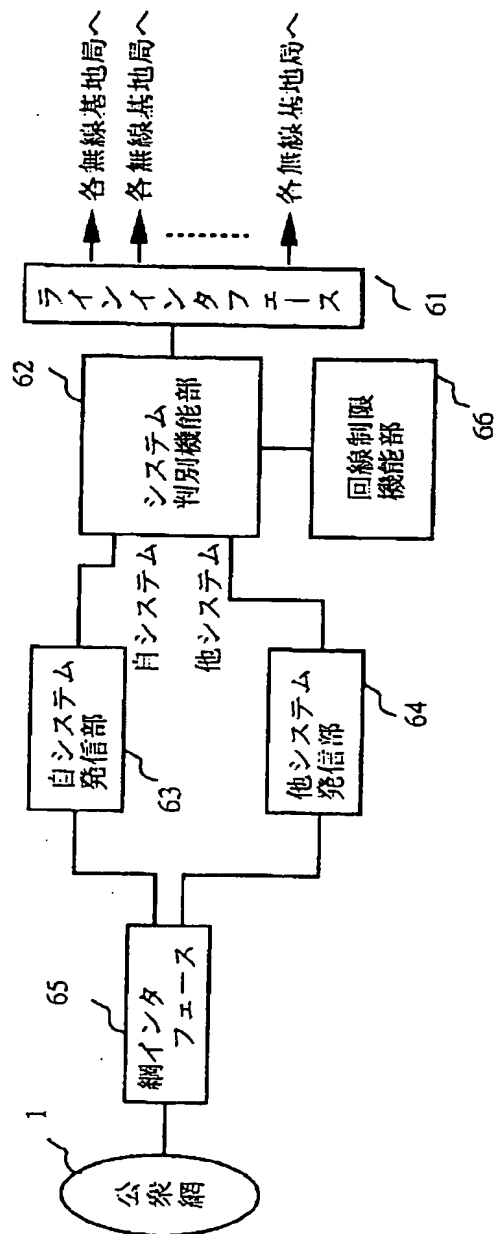 1
公衆網
65
網インタ
フェース
自システム
発信部
63
他システム
発信部
64
自システム
他システム
62
システム
判別機能部
回線制限
機能部
66
ラインインタフェース
61
各無線基地局へ
各無線基地局へ
各無線基地局へ